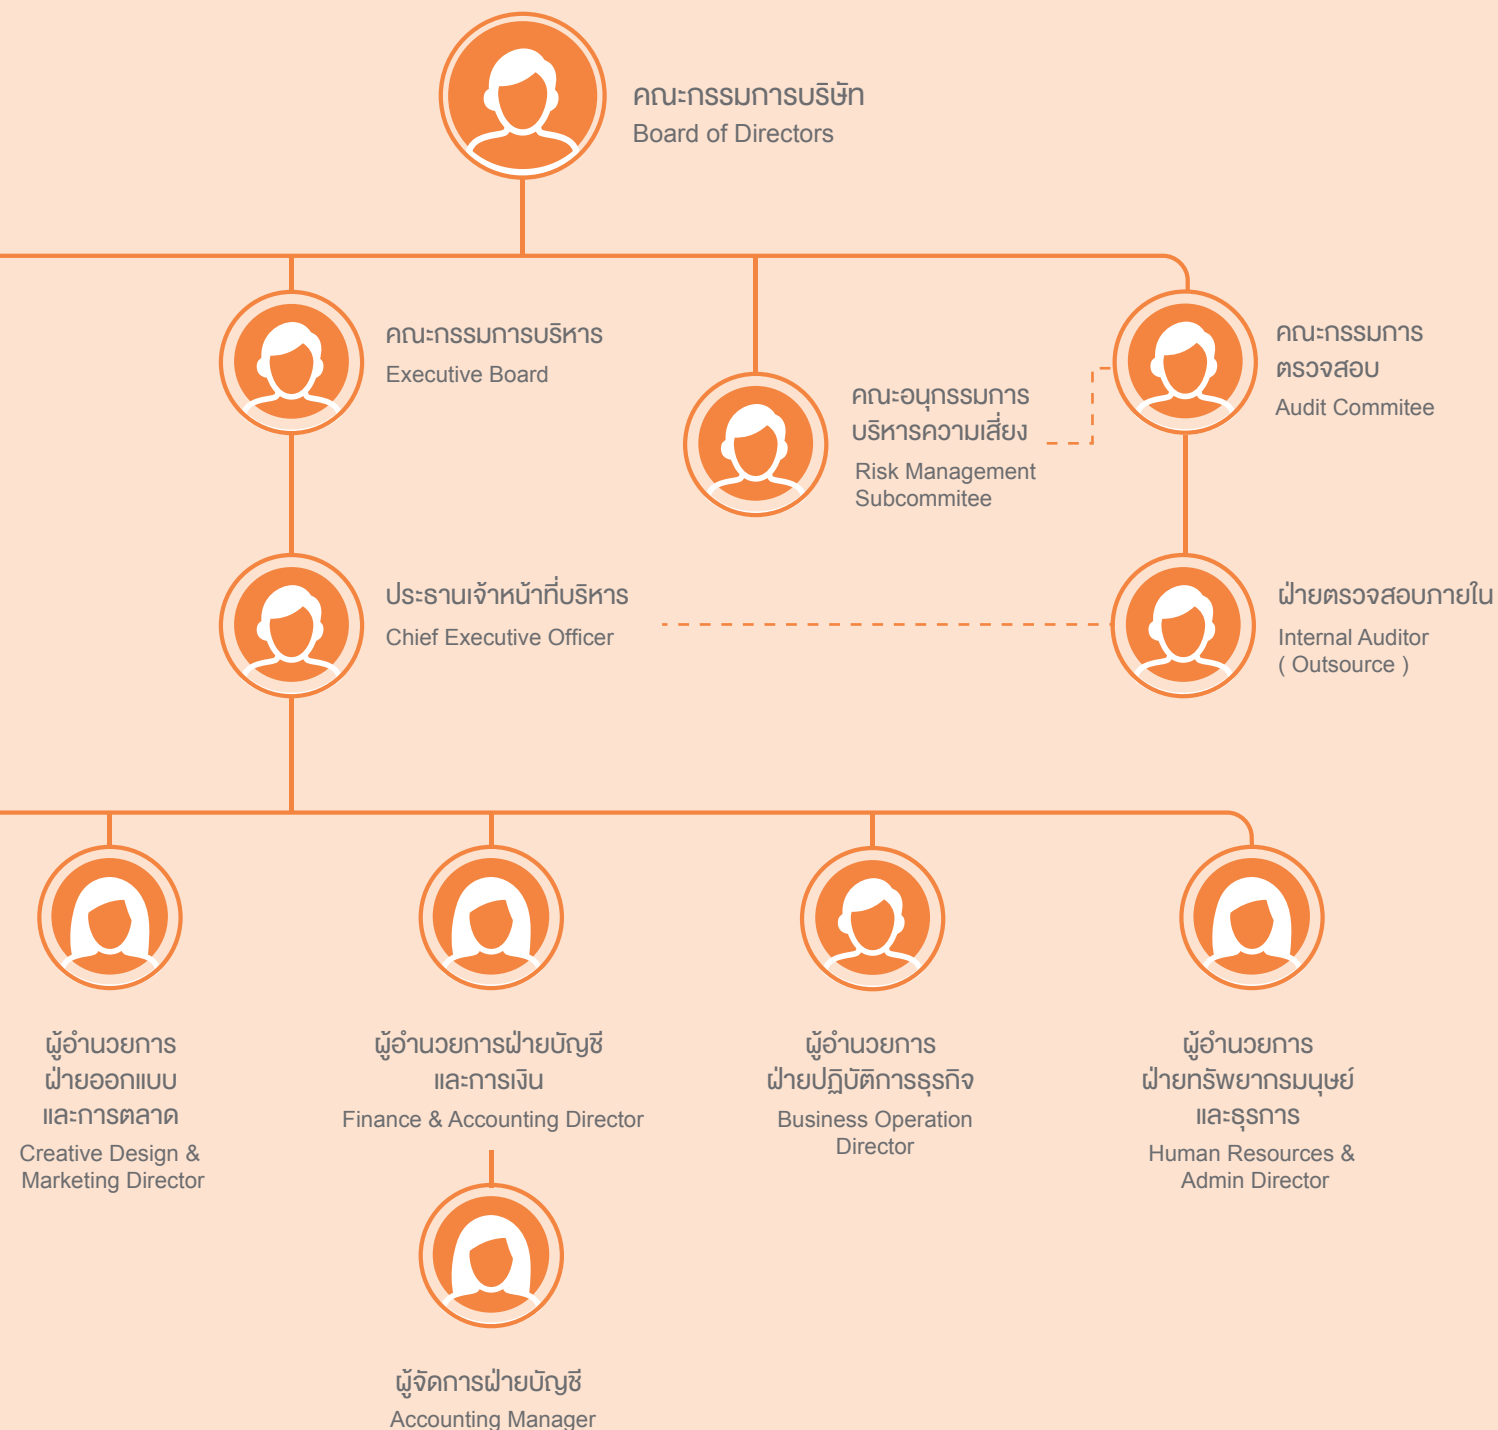 คณะกรรมการบริษัท
Board of Directors
คณะกรรมการบริหาร
Executive Board
คณะอนุกรรมการ
บริหารความเสี่ยง
Risk Management
Subcommitee
คณะกรรมการ
ตรวจสอบ
Audit Commitee
ประธานเจ้าหน้าที่บริหาร
Chief Executive Officer
ฝ่ายตรวจสอบภายใน
Internal Auditor
( Outsource )
ผู้อำนวยการ
ฝ่ายออกแบบ
และการตลาด
Creative Design &
Marketing Director
ผู้อำนวยการฝ่ายบัญชี
และการเงิน
Finance & Accounting Director
ผู้อำนวยการ
ฝ่ายปฏิบัติการธุรกิจ
Business Operation
Director
ผู้อำนวยการ
ฝ่ายทรัพยากรมนุษย์
และธุรการ
Human Resources &
Admin Director
ผู้จัดการฝ่ายบัญชี
Accounting Manager